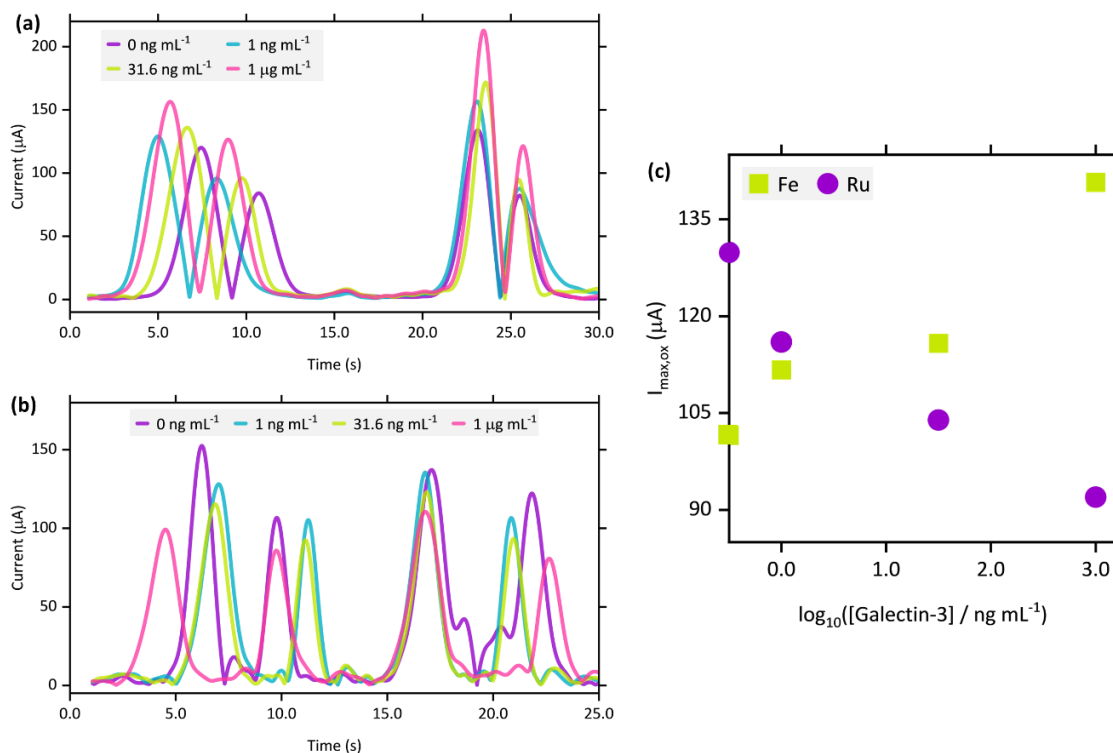 (a)
0 ng mL⁻¹ 1 ng mL⁻¹
31.6 ng mL⁻¹ 1 μg mL⁻¹
200
150
100
50
0
Current (μA)
0.0 5.0 10.0 15.0 20.0 25.0 30.0
Time (s)
(b)
0 ng mL⁻¹ 1 ng mL⁻¹ 31.6 ng mL⁻¹ 1 μg mL⁻¹
150
100
50
0
Current (μA)
0.0 5.0 10.0 15.0 20.0 25.0
Time (s)
(c)
Fe Ru
135
120
105
90
I_max,ox (μA)
0.0 1.0 2.0 3.0
log₁₀([Galectin-3] / ng mL⁻¹)